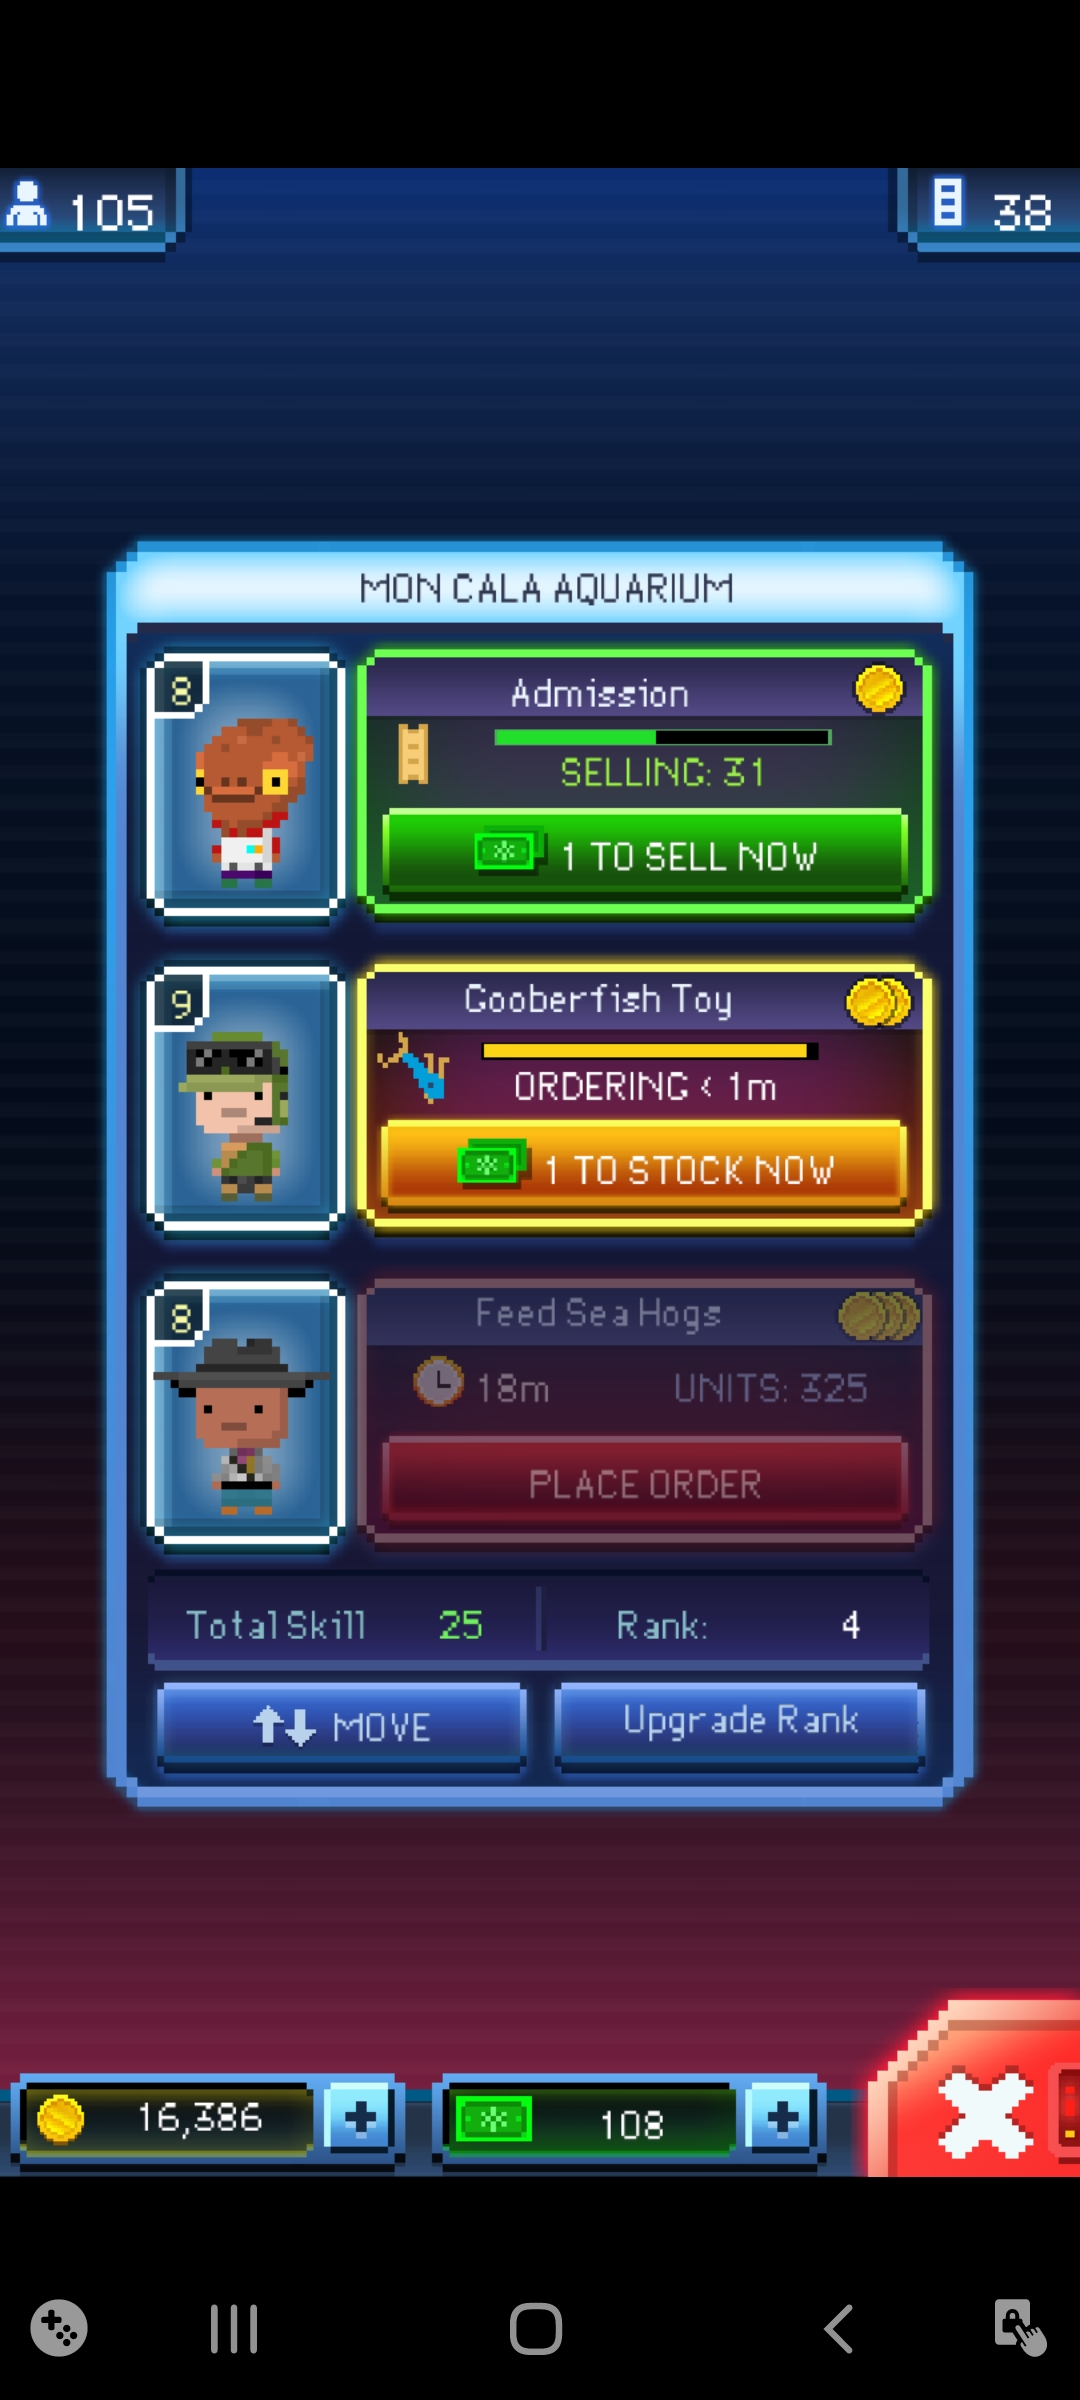 105
38
MON CALA AQUARIUM
8
Admission
SELLING: 31
1 TO SELL NOW
9
Gooberfish Toy
ORDERING < 1m
1 TO STOCK NOW
8
Feed Sea Hogs
18m UNITS: 325
PLACE ORDER
Total Skill 25 Rank: 4
MOVE
Upgrade Rank
16,386
108